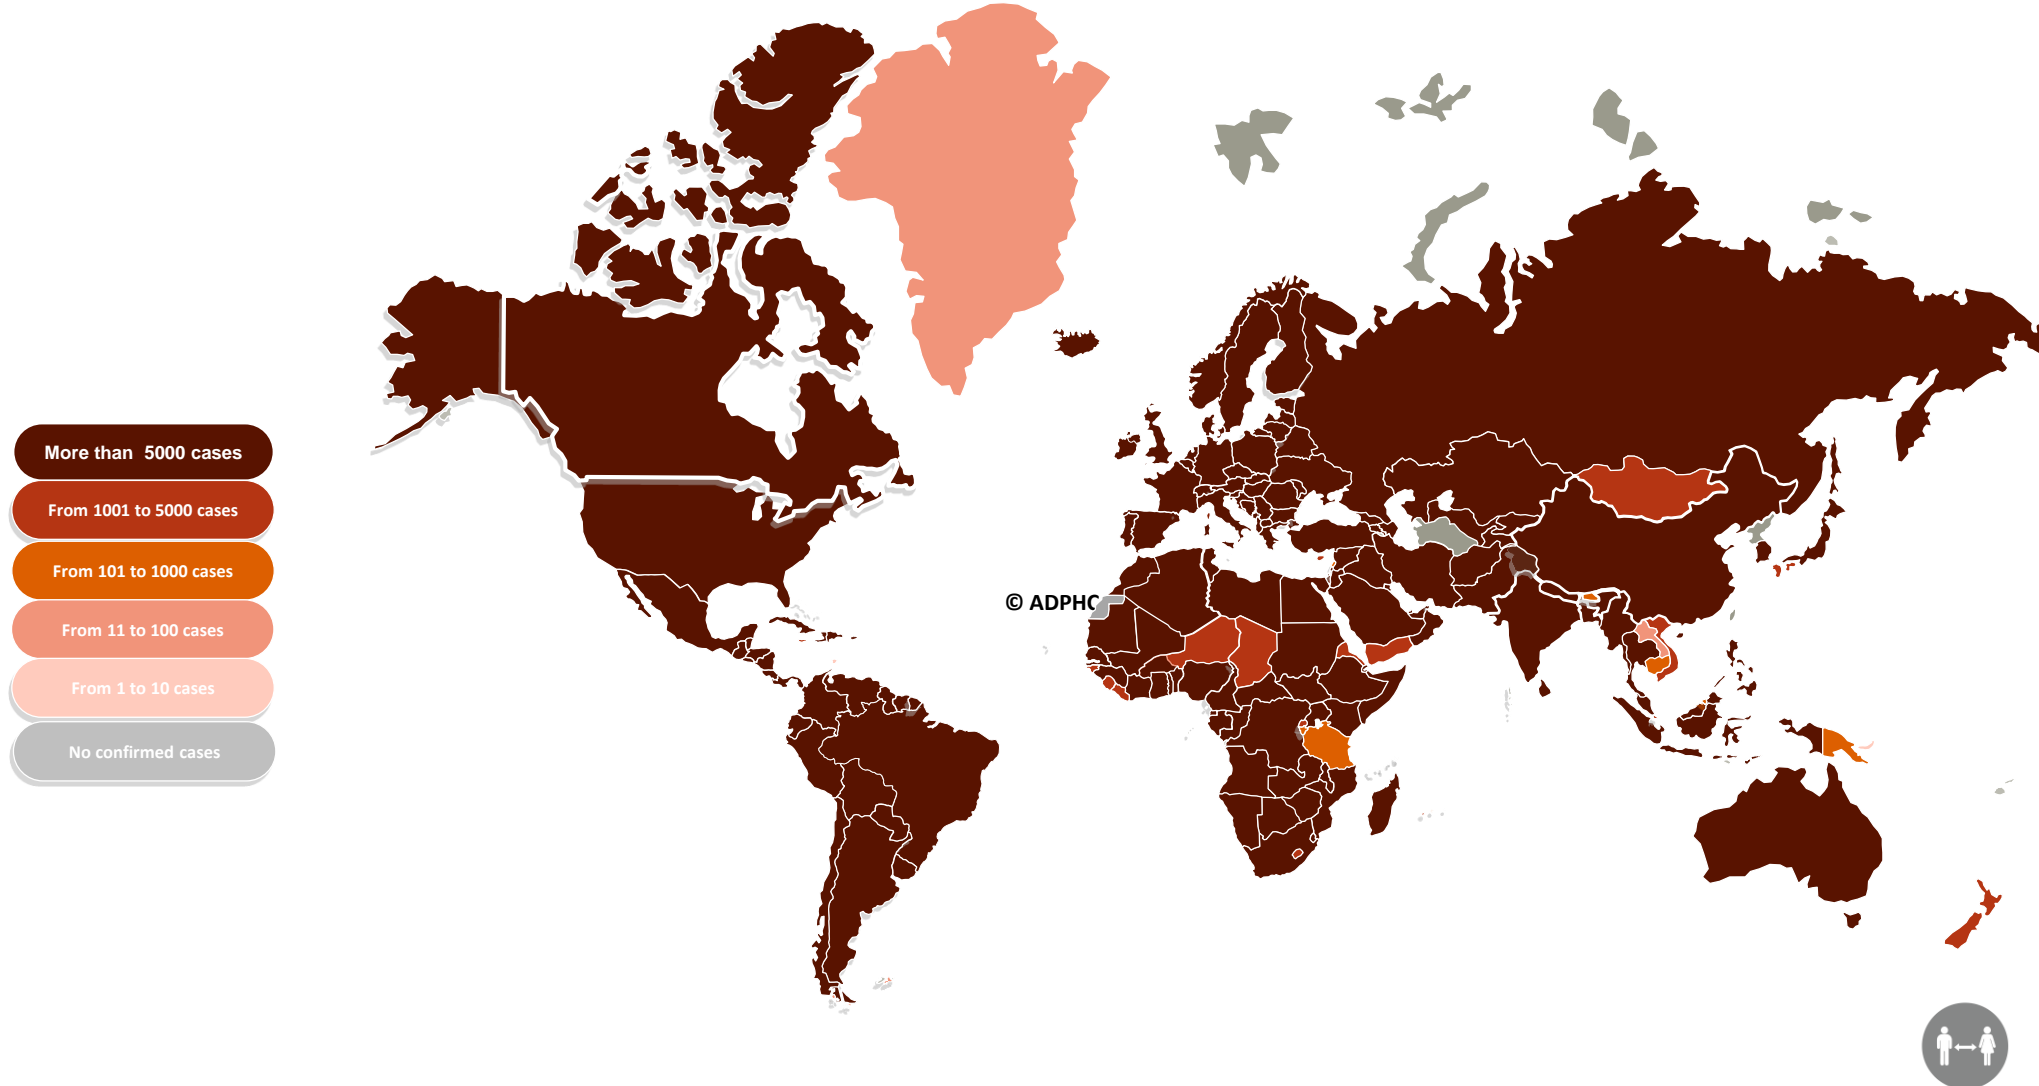 More than 5000 cases
From 1001 to 5000 cases
From 101 to 1000 cases
From 11 to 100 cases
From 1 to 10 cases
No confirmed cases
© ADPHC